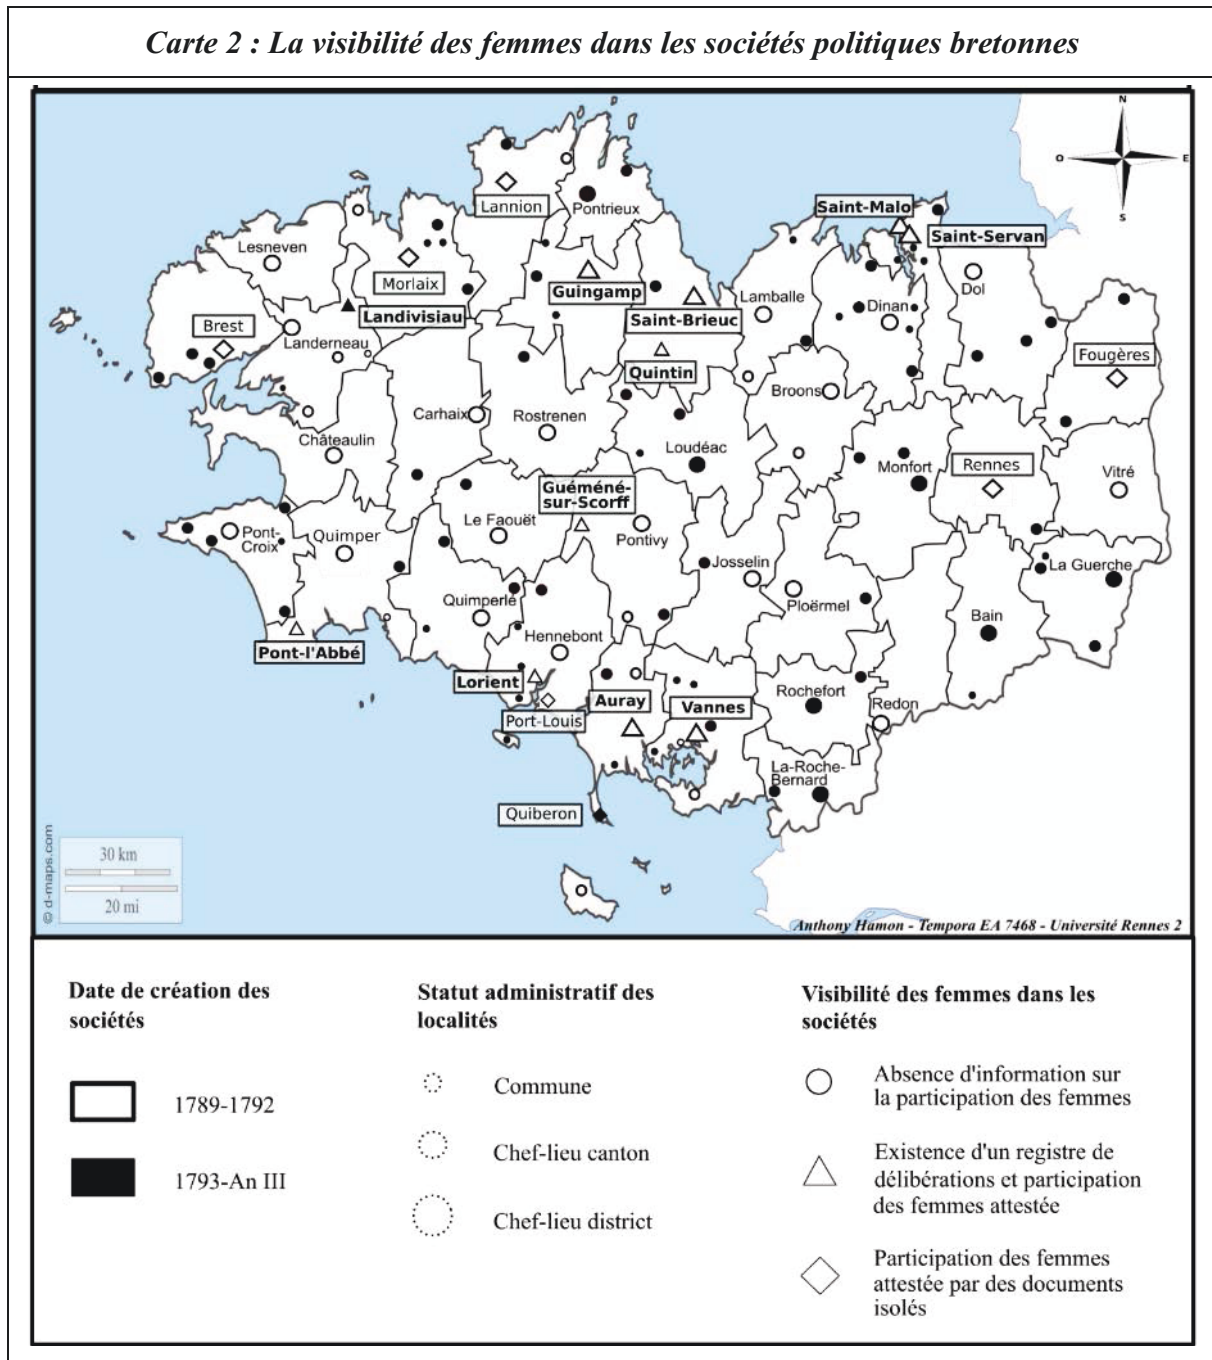 Carte 2 : La visibilité des femmes dans les sociétés politiques bretonnes
N
O
E
S
Lannion
Pontrieux
Saint-Malo
Saint-Servan
Lesneven
Morlaix
Guingamp
Dol
Landivisiau
Saint-Brieuc
Lamballe
Dinan
Brest
Landerneau
Quintin
Fougères
Broons
Carhaix
Rostrenen
Châteaulin
Loudéac
Monfort
Rennes
Vitré
Guéméné-
sur-Scorff
Le Faouët
Pont-
Croix
Quimper
Pontivy
Josselin
La Guerche
Quimperlé
Ploërmel
Bain
Hennebont
Pont-l'Abbé
Lorient
Auray
Vannes
Rochefort
Redon
Port-Louis
La-Roche-
Bernard
Quiberon
30 km
20 mi
© d-maps.com
Anthony Hamon - Tempora EA 7468 - Université Rennes 2
Date de création des
sociétés
1789-1792
1793-An III
Statut administratif des
localités
Commune
Chef-lieu canton
Chef-lieu district
Visibilité des femmes dans les
sociétés
Absence d'information sur
la participation des femmes
Existence d'un registre de
délibérations et participation
des femmes attestée
Participation des femmes
attestée par des documents
isolés